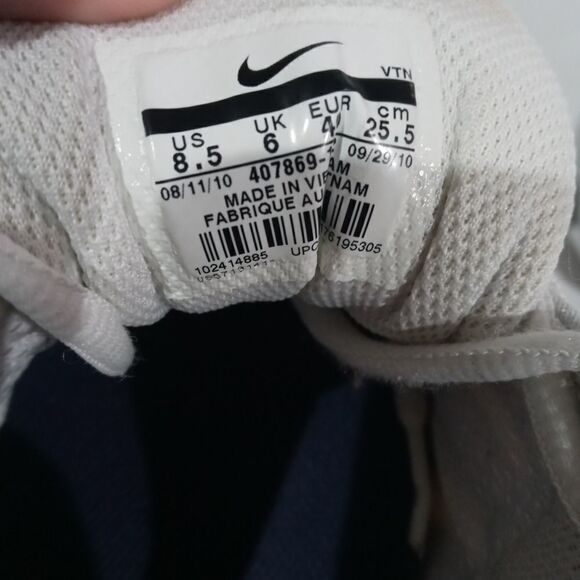 VTN
US UK EUR cm
8.5 6 25.5
08/11/10 407869- 09/29/10
MADE IN
FABRIQUE AU
102414885 UPC